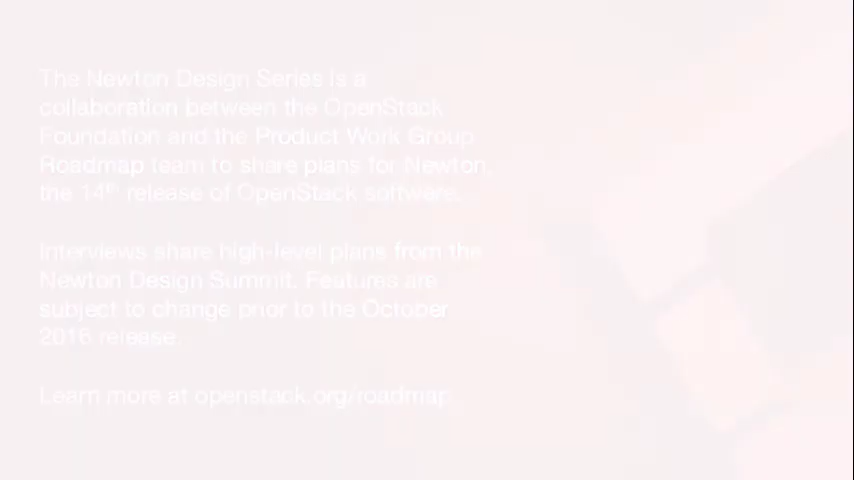 The Newton Design Series is a
collaboration between the OpenStack
Foundation and the Product Work Group
Roadmap team to share plans for Newton,
the 14th release of OpenStack software.
Interviews share high-level plans from the
Newton Design Summit. Features are
subject to change prior to the October
2016 release.
Learn more at openstack.org/roadmap